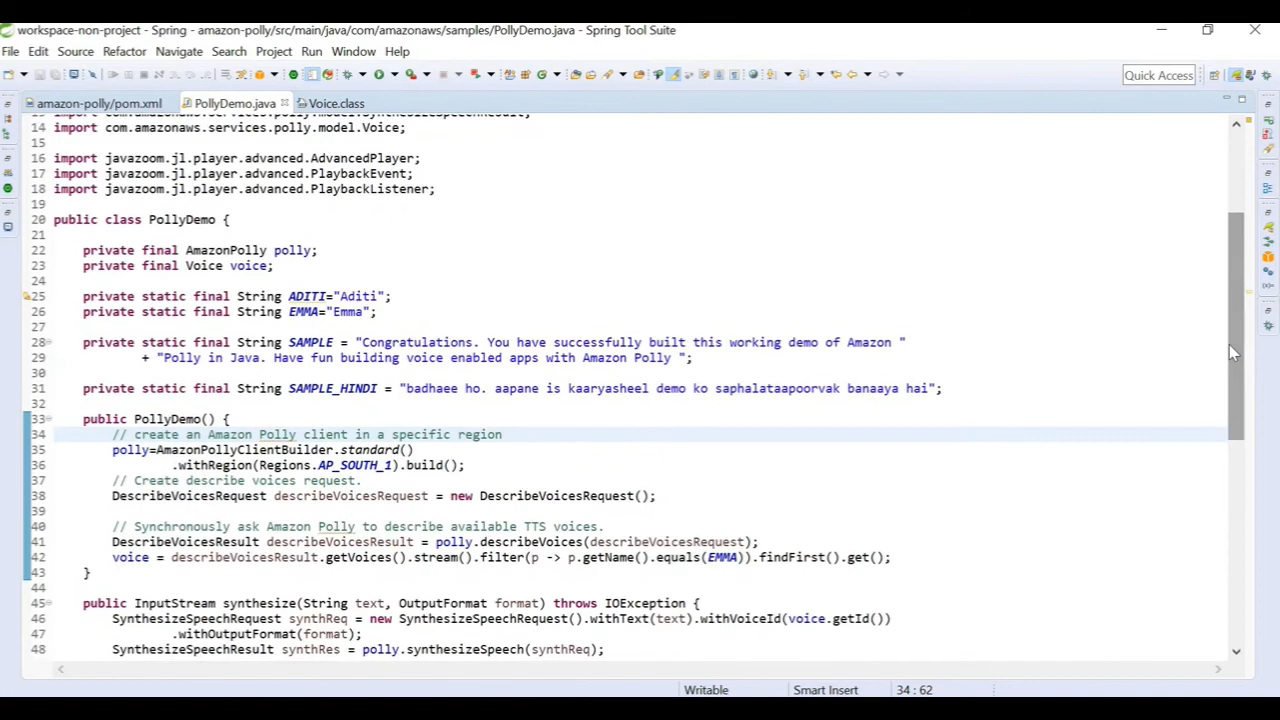 workspace-non-project - Spring - amazon-polly/src/main/java/com/amazonaws/samples/PollyDemo.java - Spring Tool Suite
File Edit Source Refactor Navigate Search Project Run Window Help
Quick Access
amazon-polly/pom.xml PollyDemo.java Voice.class
13 import com.amazonaws.services.polly.model.SynthesizeSpeechResult;
14 import com.amazonaws.services.polly.model.Voice;
15
16 import javazoom.jl.player.advanced.AdvancedPlayer;
17 import javazoom.jl.player.advanced.PlaybackEvent;
18 import javazoom.jl.player.advanced.PlaybackListener;
19
20 public class PollyDemo {
21
22 private final AmazonPolly polly;
23 private final Voice voice;
24
25 private static final String ADITI="Aditi";
26 private static final String EMMA="Emma";
27
28 private static final String SAMPLE = "Congratulations. You have successfully built this working demo of Amazon "
29 + "Polly in Java. Have fun building voice enabled apps with Amazon Polly ";
30
31 private static final String SAMPLE_HINDI = "badhaee ho. aapane is kaaryasheel demo ko saphalataapoorvak banaaya hai";
32
33 public PollyDemo() {
34 // create an Amazon Polly client in a specific region
35 polly=AmazonPollyClientBuilder.standard()
36 .withRegion(Regions.AP_SOUTH_1).build();
37 // Create describe voices request.
38 DescribeVoicesRequest describeVoicesRequest = new DescribeVoicesRequest();
39
40 // Synchronously ask Amazon Polly to describe available TTS voices.
41 DescribeVoicesResult describeVoicesResult = polly.describeVoices(describeVoicesRequest);
42 voice = describeVoicesResult.getVoices().stream().filter(p -> p.getName().equals(EMMA)).findFirst().get();
43 }
44
45 public InputStream synthesize(String text, OutputFormat format) throws IOException {
46 SynthesizeSpeechRequest synthReq = new SynthesizeSpeechRequest().withText(text).withVoiceId(voice.getId())
47 .withOutputFormat(format);
48 SynthesizeSpeechResult synthRes = polly.synthesizeSpeech(synthReq);
Writable Smart Insert 34 : 62